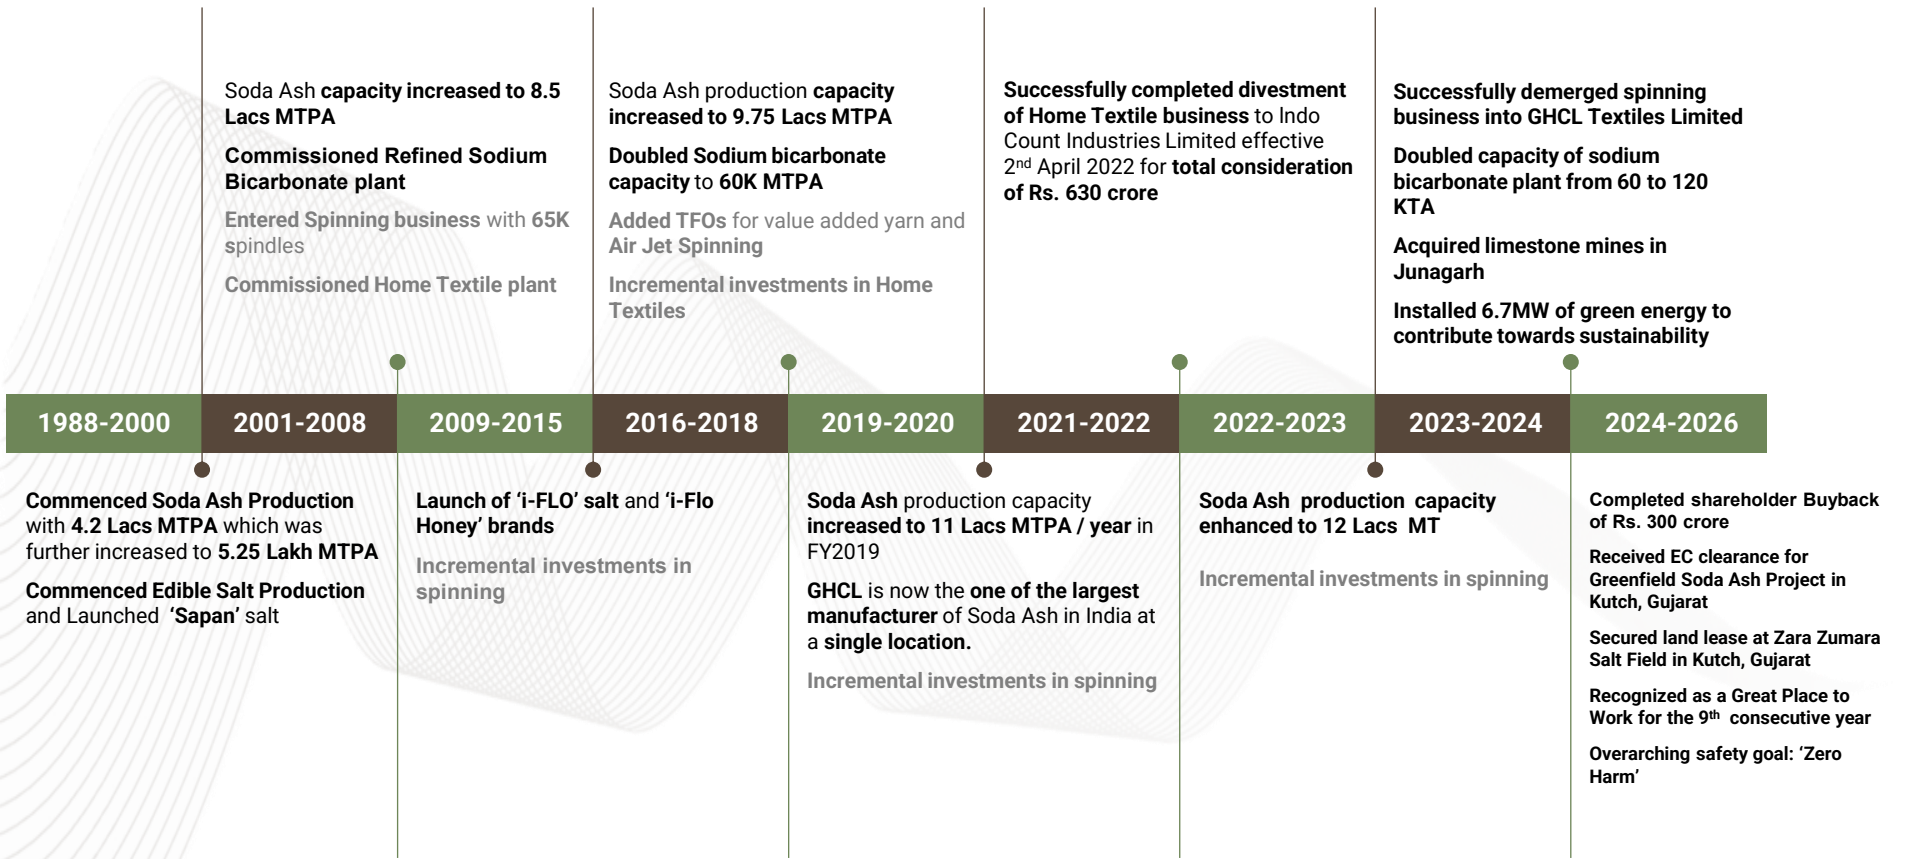 Soda Ash capacity increased to 8.5
Lacs MTPA
Commissioned Refined Sodium
Bicarbonate plant
Entered Spinning business with 65K
spindles
Commissioned Home Textile plant
Soda Ash production capacity
increased to 9.75 Lacs MTPA
Doubled Sodium bicarbonate
capacity to 60K MTPA
Added TFOs for value added yarn and
Air Jet Spinning
Incremental investments in Home
Textiles
Successfully completed divestment
of Home Textile business to Indo
Count Industries Limited effective
2nd April 2022 for total consideration
of Rs. 630 crore
Successfully demerged spinning
business into GHCL Textiles Limited
Doubled capacity of sodium
bicarbonate plant from 60 to 120
KTA
Acquired limestone mines in
Junagarh
Installed 6.7MW of green energy to
contribute towards sustainability
1988-2000
2001-2008
2009-2015
2016-2018
2019-2020
2021-2022
2022-2023
2023-2024
2024-2026
Commenced Soda Ash Production
with 4.2 Lacs MTPA which was
further increased to 5.25 Lakh MTPA
Commenced Edible Salt Production
and Launched 'Sapan' salt
Launch of 'i-FLO' salt and 'i-Flo
Honey' brands
Incremental investments in
spinning
Soda Ash production capacity
increased to 11 Lacs MTPA / year in
FY2019
GHCL is now the one of the largest
manufacturer of Soda Ash in India at
a single location.
Incremental investments in spinning
Soda Ash production capacity
enhanced to 12 Lacs MT
Incremental investments in spinning
Completed shareholder Buyback
of Rs. 300 crore
Received EC clearance for
Greenfield Soda Ash Project in
Kutch, Gujarat
Secured land lease at Zara Zumara
Salt Field in Kutch, Gujarat
Recognized as a Great Place to
Work for the 9th consecutive year
Overarching safety goal: 'Zero
Harm'